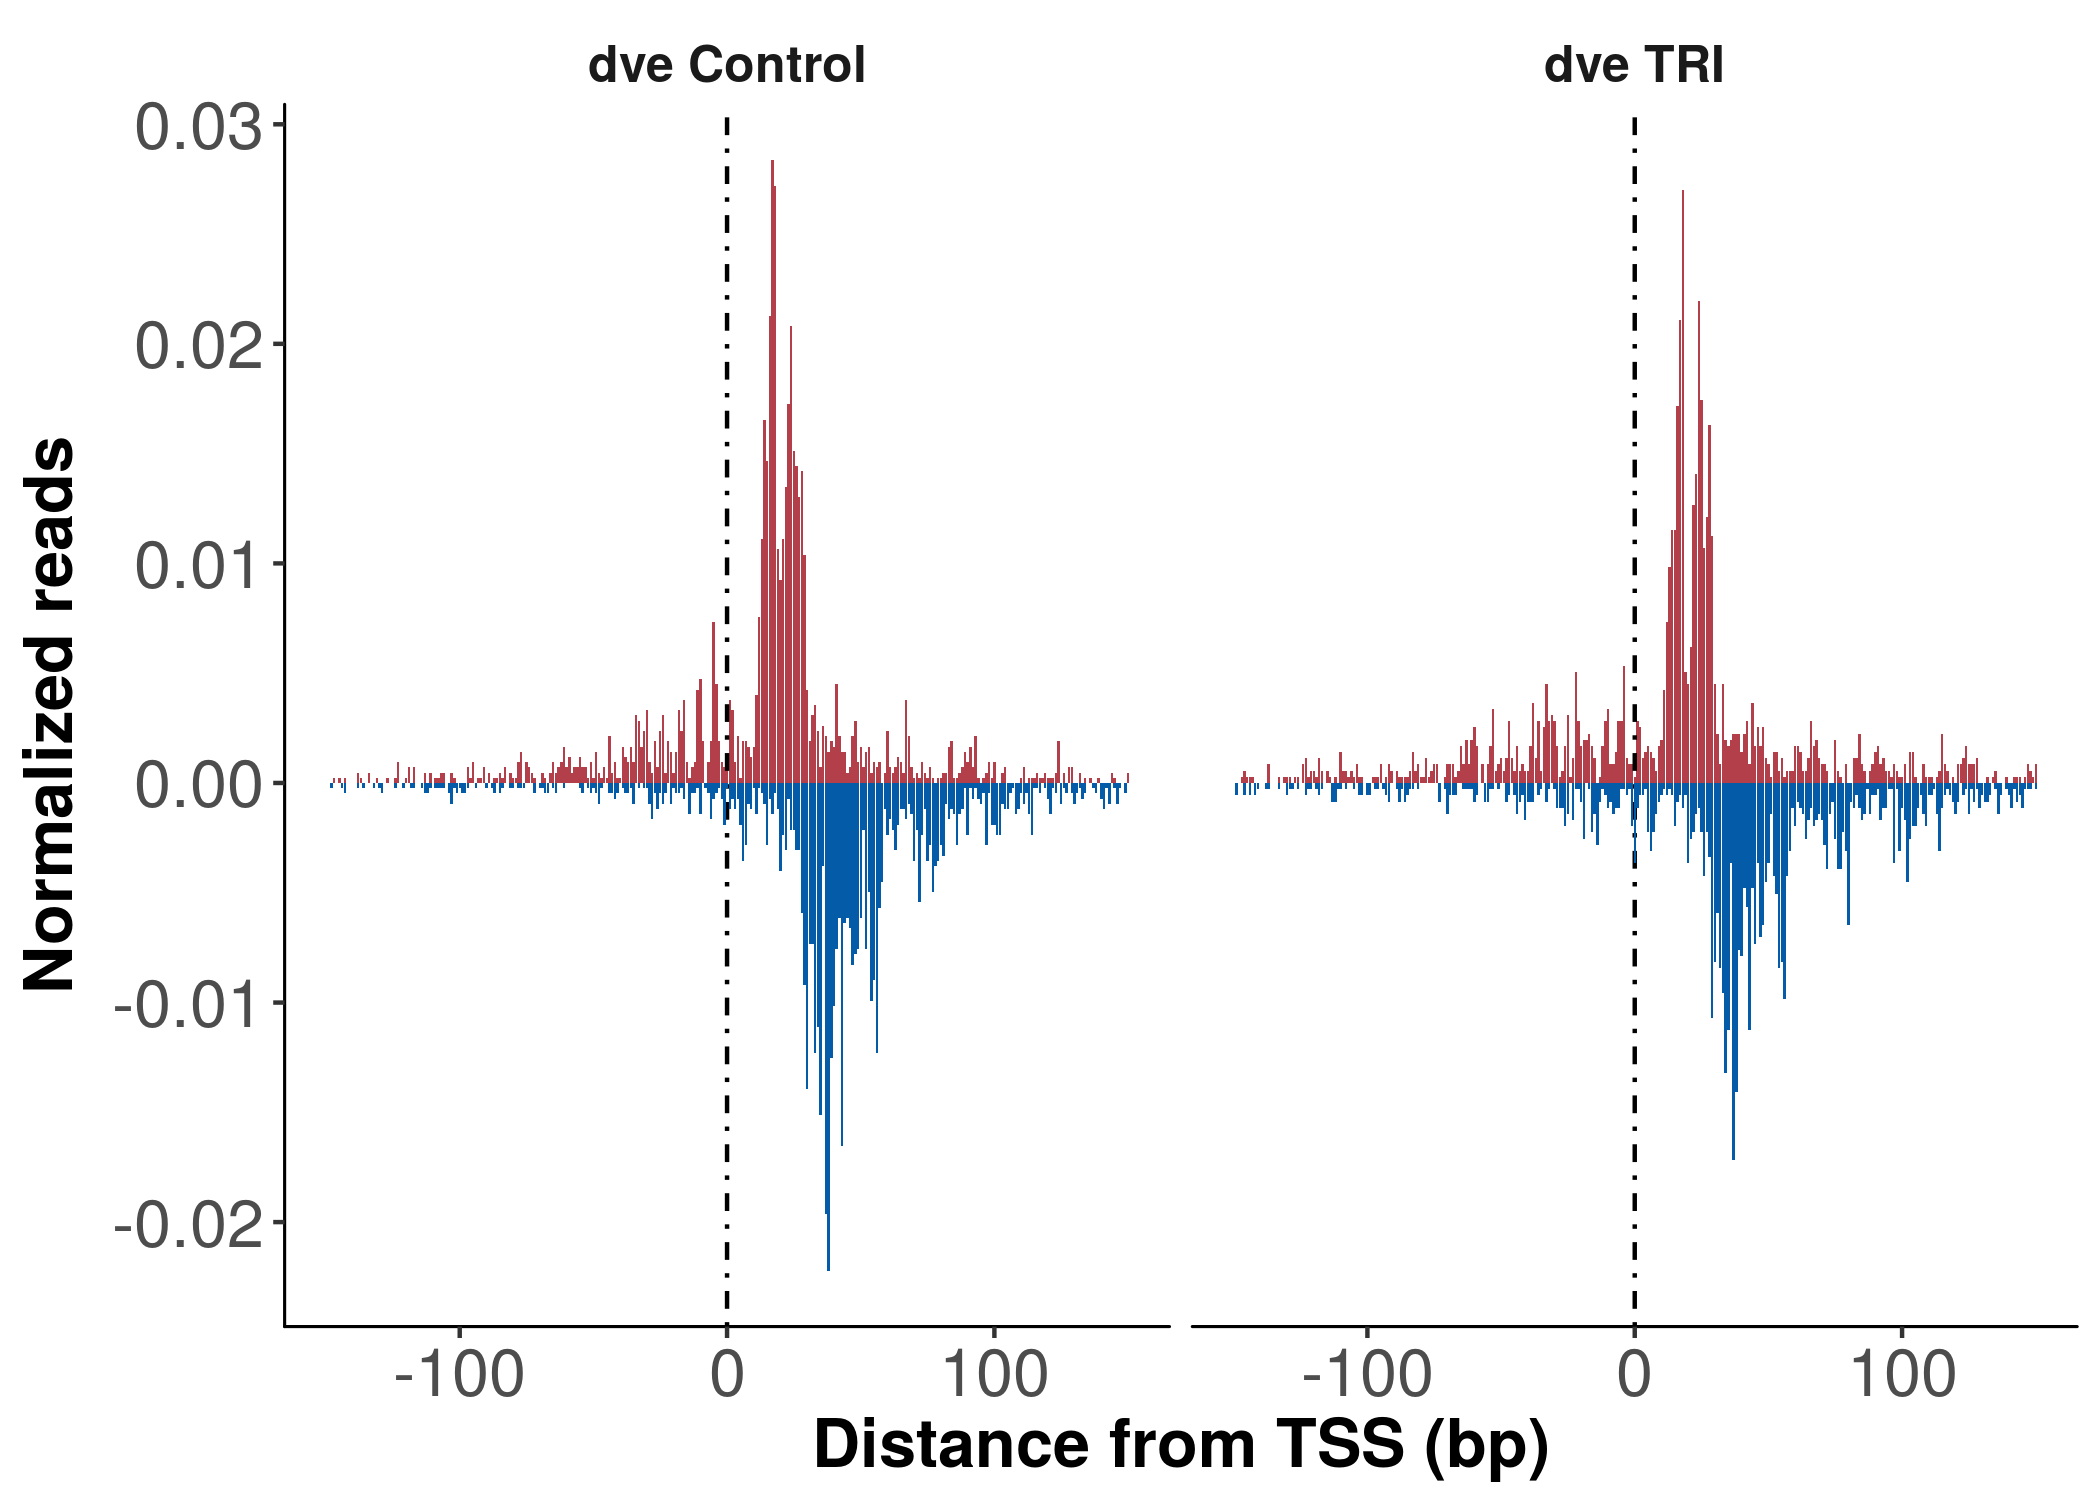 dve Control
dve TRI
0.03
0.02
0.01
0.00
-0.01
-0.02
Normalized reads
-100 0 100
-100 0 100
Distance from TSS (bp)